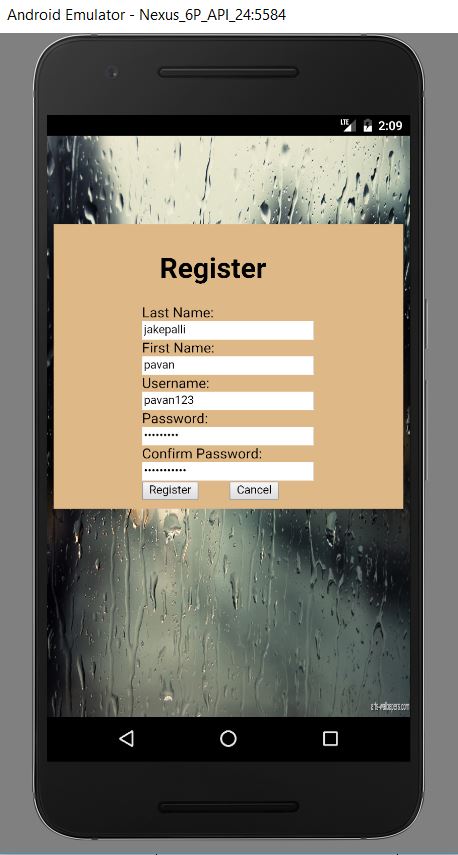 Android Emulator - Nexus_6P_API_24:5584
LTE 2:09
Register
Last Name:
jakepalli
First Name:
pavan
Username:
pavan123
Password:
•••••••••
Confirm Password:
•••••••••••
Register Cancel